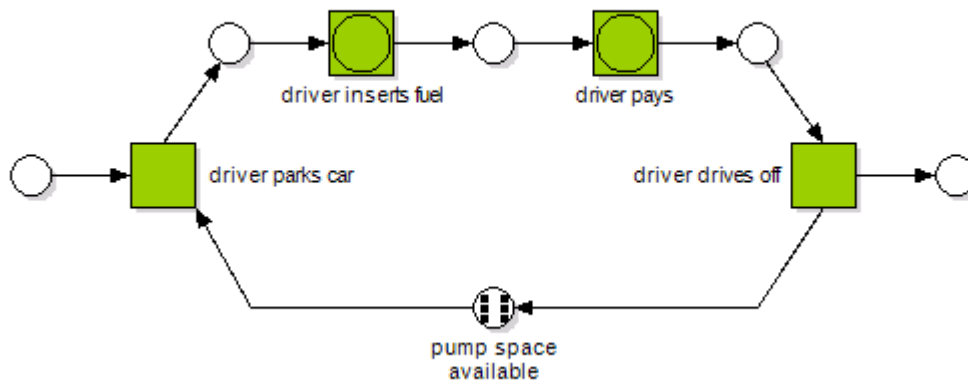 driver inserts fuel
driver pays
driver parks car
driver drives off
pump space
available